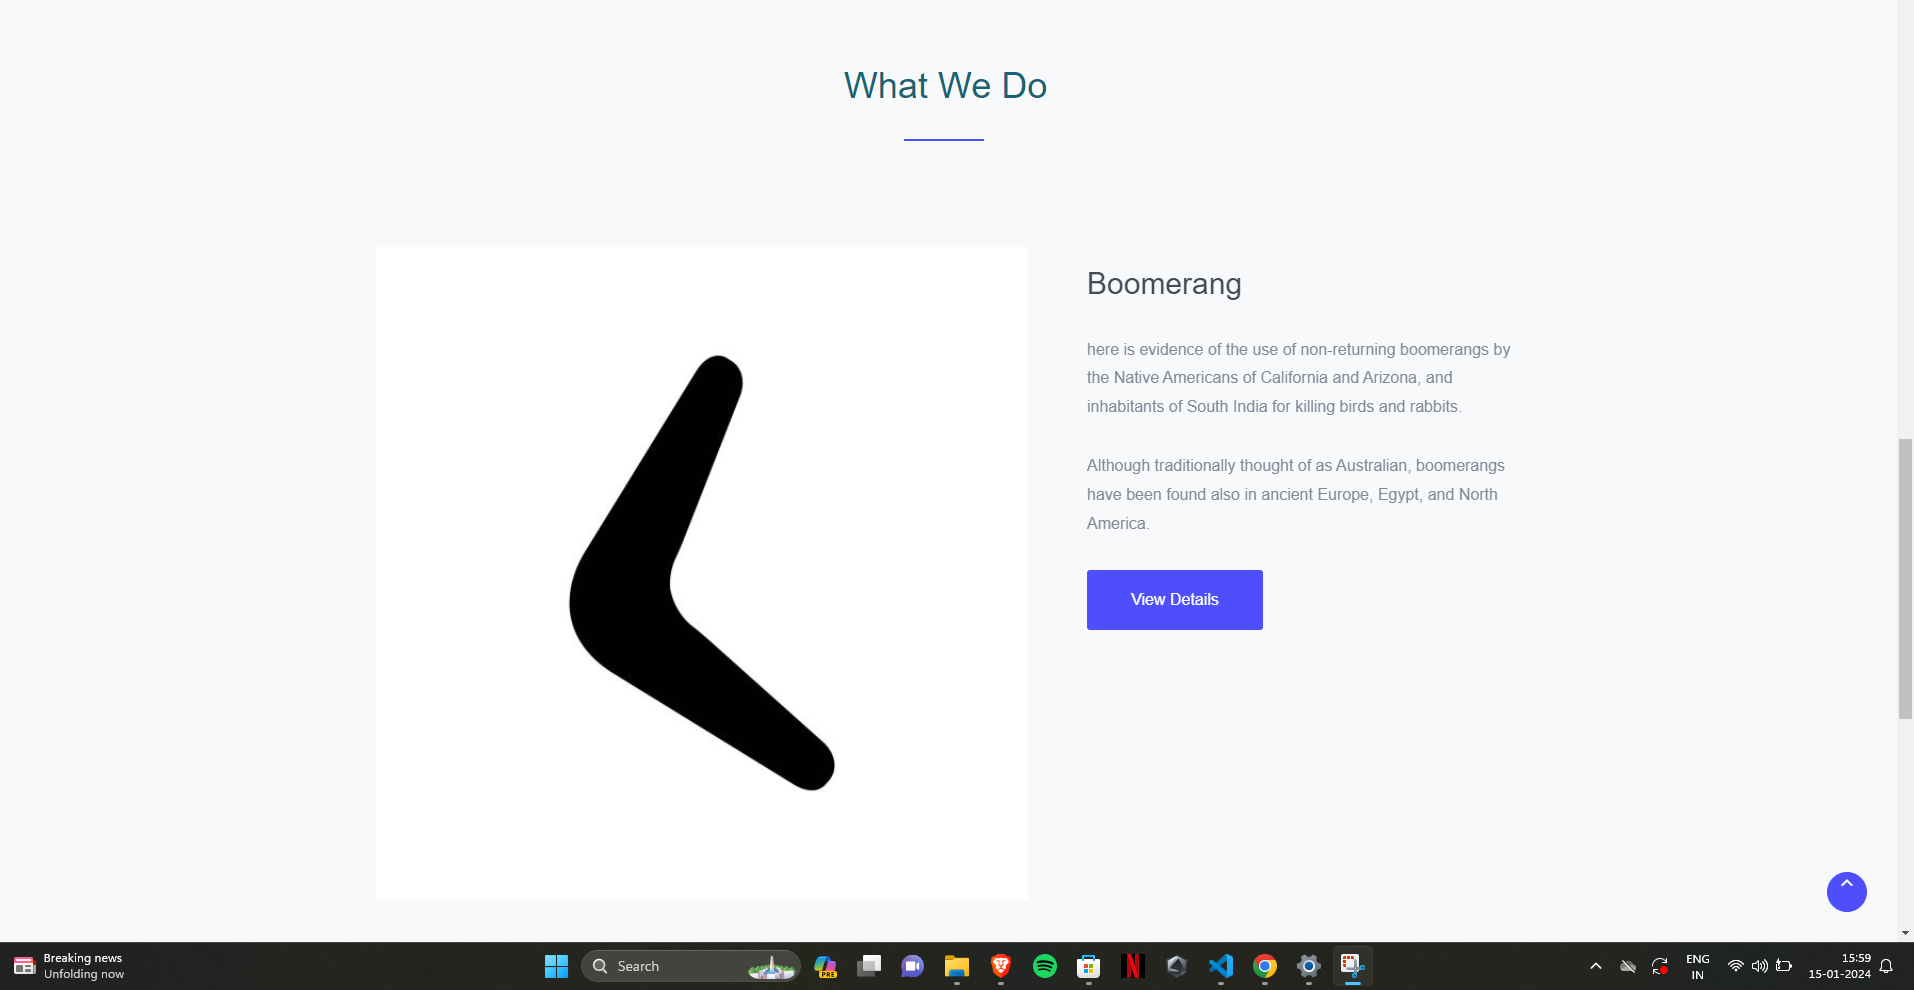 What We Do
Boomerang
here is evidence of the use of non-returning boomerangs by
the Native Americans of California and Arizona, and
inhabitants of South India for killing birds and rabbits.
Although traditionally thought of as Australian, boomerangs
have been found also in ancient Europe, Egypt, and North
America.
View Details
Breaking news
Unfolding now
Search
PRE
N
ENG
IN
15:59
15-01-2024